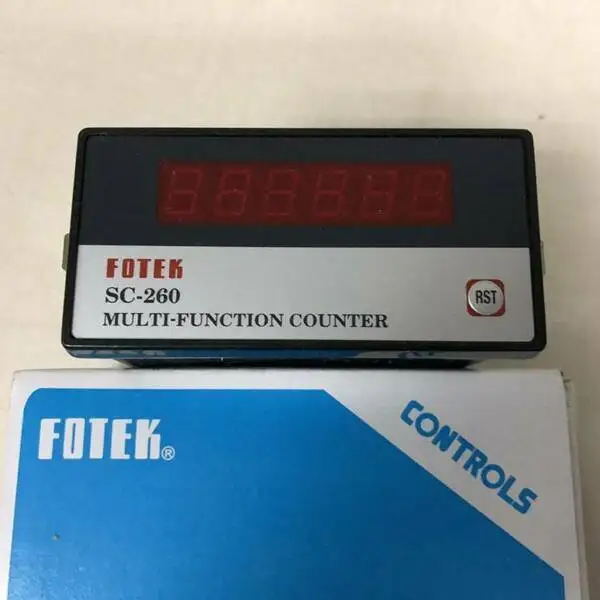 FOTEK
SC-260
MULTI-FUNCTION COUNTER
RST
FOTEK®
CONTROLS